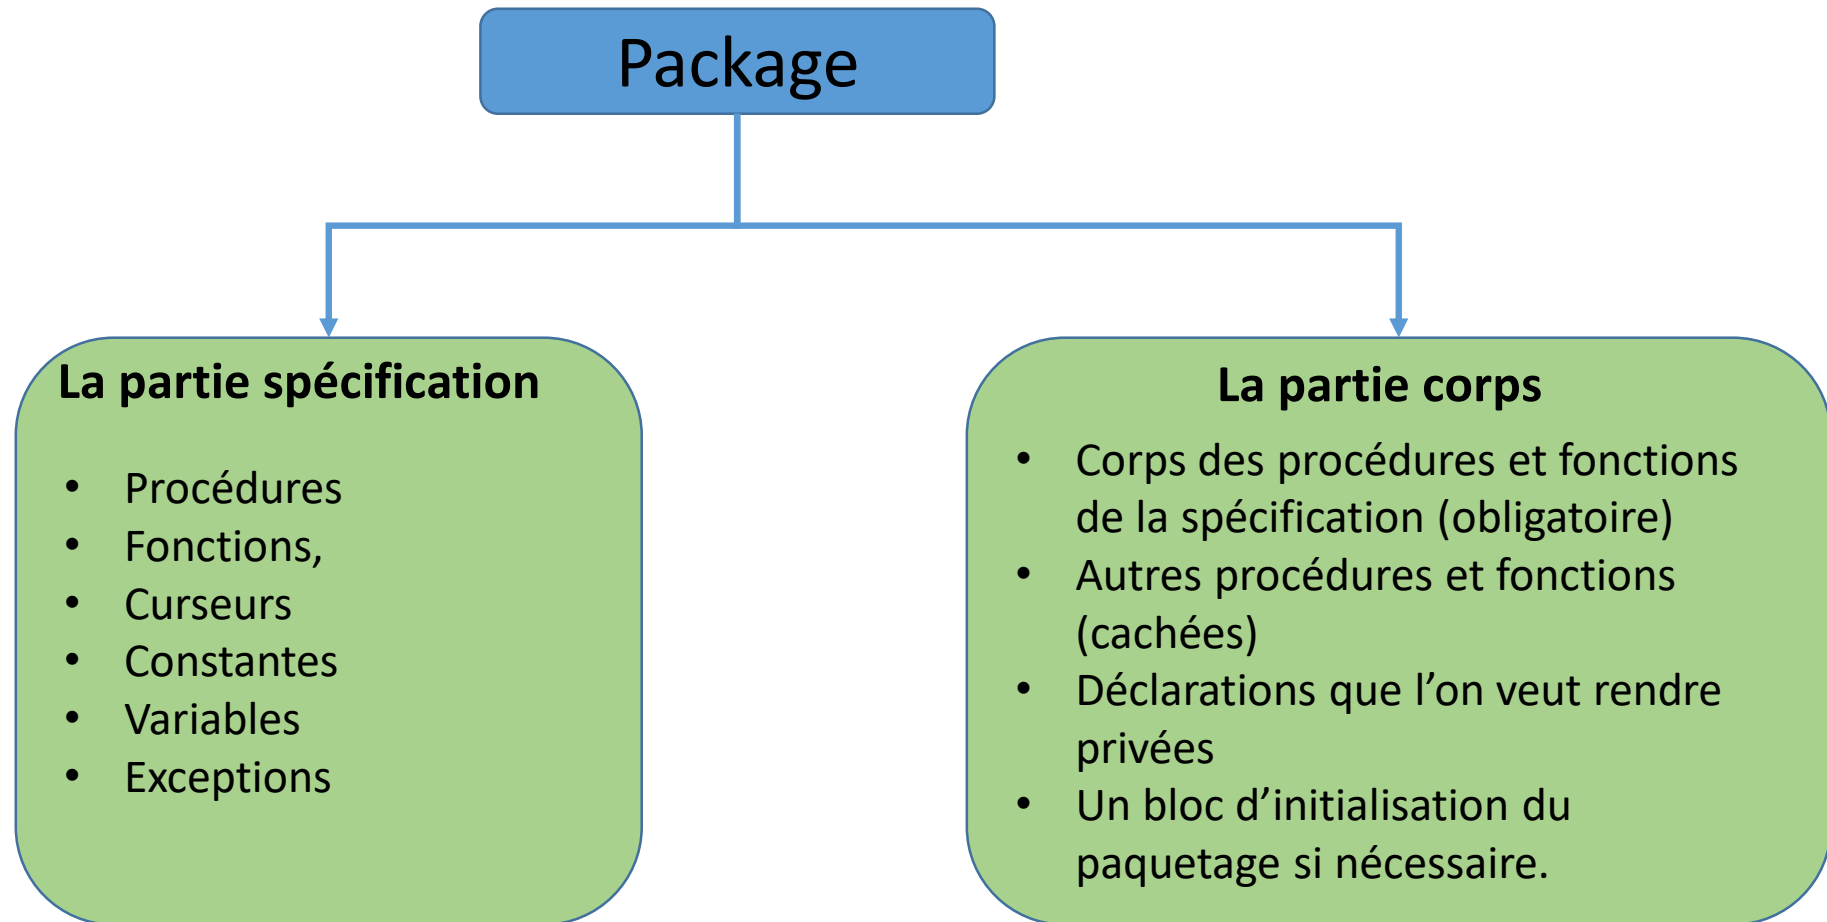 Package
La partie spécification
• Procédures
• Fonctions,
• Curseurs
• Constantes
• Variables
• Exceptions
La partie corps
• Corps des procédures et fonctions
de la spécification (obligatoire)
• Autres procédures et fonctions
(cachées)
• Déclarations que l’on veut rendre
privées
• Un bloc d’initialisation du
paquetage si nécessaire.